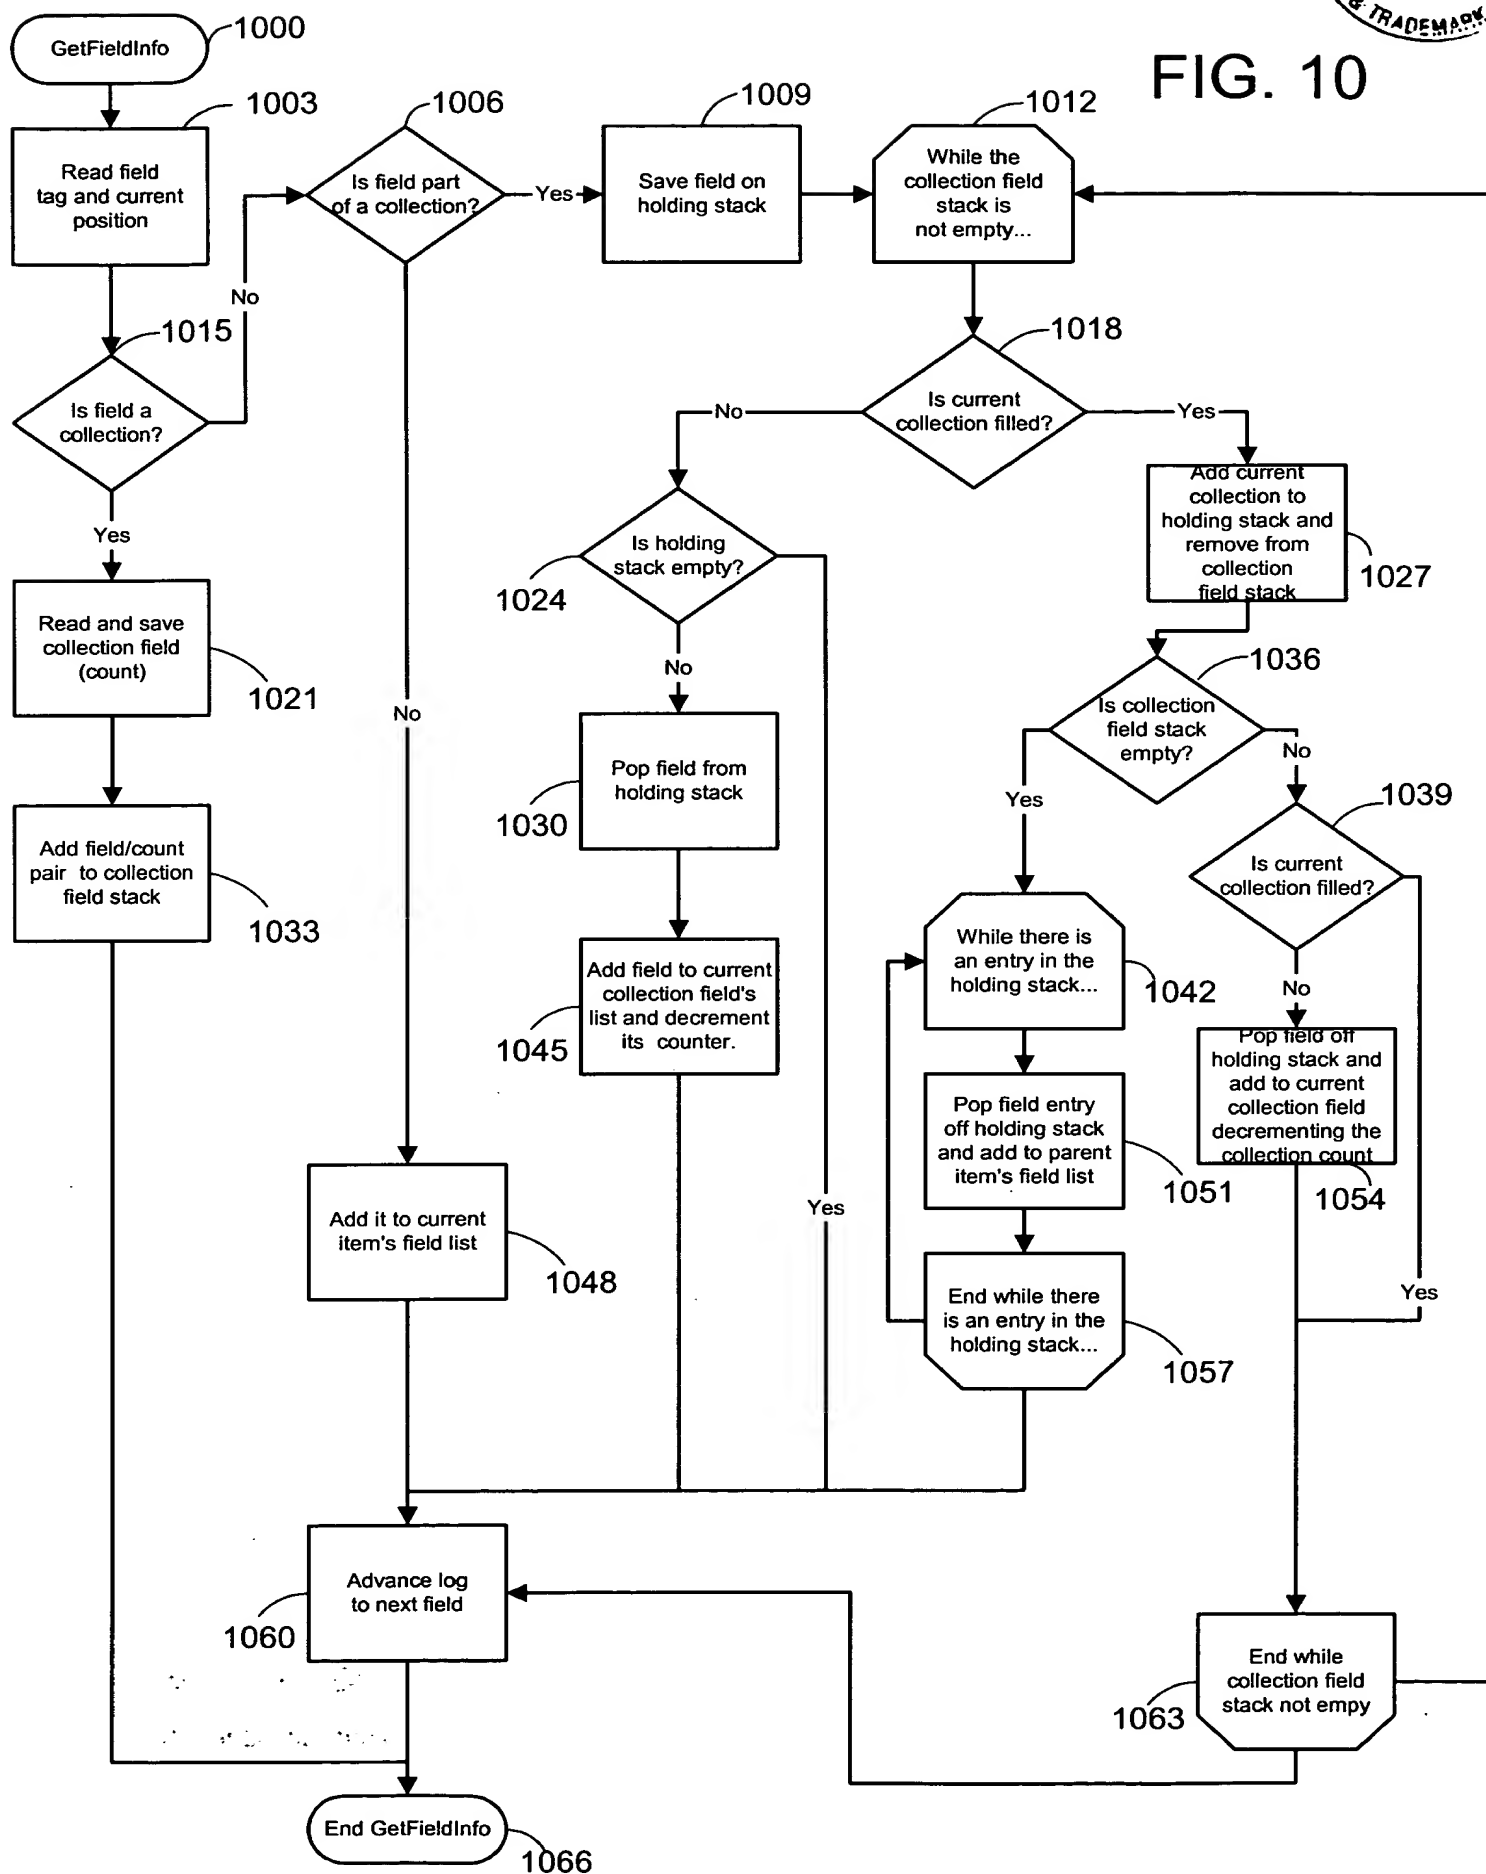 & TRADEMARK
FIG. 10
GetFieldInfo
1000
Read field
tag and current
position
1003
Is field a
collection?
1015
No
Yes
Read and save
collection field
(count)
1021
Add field/count
pair to collection
field stack
1033
Is field part
of a collection?
1006
Yes
No
Save field on
holding stack
1009
While the
collection field
stack is
not empty...
1012
Is current
collection filled?
1018
No
Yes
Is holding
stack empty?
1024
No
Yes
Pop field from
holding stack
1030
Add field to current
collection field's
list and decrement
its counter.
1045
Add current
collection to
holding stack and
remove from
collection
field stack
1027
Is collection
field stack
empty?
1036
Yes
No
Is current
collection filled?
1039
No
Yes
While there is
an entry in the
holding stack...
1042
Pop field entry
off holding stack
and add to parent
item's field list
1051
End while there
is an entry in the
holding stack...
1057
Pop field off
holding stack and
add to current
collection field
decrementing the
collection count
1054
Add it to current
item's field list
1048
Advance log
to next field
1060
End while
collection field
stack not empy
1063
End GetFieldInfo
1066